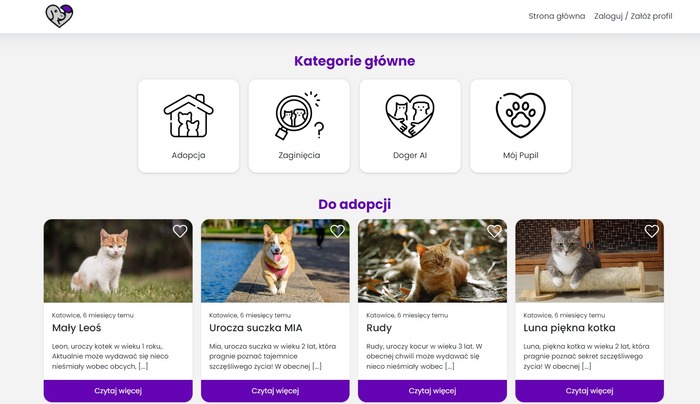 Strona główna
Zaloguj / Załóż profil
Kategorie główne
Adopcja
Zaginięcia
Doger AI
Mój Pupil
Do adopcji
Katowice, 6 miesięcy temu
Mały Leoś
Leon, uroczy kotek w wieku 1 roku,.
Aktualnie może wydawać się nieco
nieśmiały wobec obcych, [...]
Czytaj więcej
Katowice, 6 miesięcy temu
Urocza suczka MIA
Mia, urocza suczka w wieku 2 lat, która
pragnie poznać tajemnice
szczęśliwego życia! W obecnej [...]
Czytaj więcej
Katowice, 6 miesięcy temu
Rudy
Rudy, uroczy kocur w wieku 3 lat. W
obecnej chwili może wydawać się
nieco nieśmiały wobec [...]
Czytaj więcej
Katowice, 6 miesięcy temu
Luna piękna kotka
Luna, piękna kotka w wieku 2 lat, która
pragnie poznać sekret szczęśliwego
życia! W obecnej [...]
Czytaj więcej